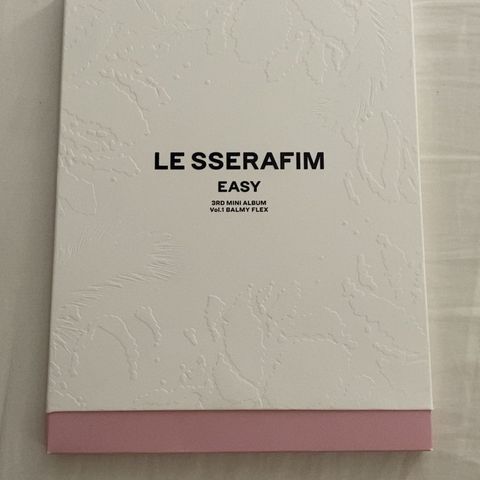 LE SSERAFIM
EASY
3RD MINI ALBUM
Vol.1 BALMY FLEX